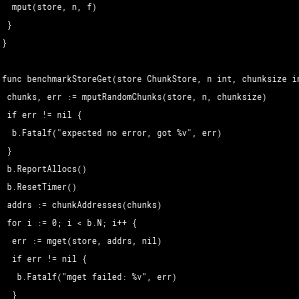 mput(store, n, f)
}
}
func benchmarkStoreGet(store ChunkStore, n int, chunksize
chunks, err := mputRandomChunks(store, n, chunksize)
if err != nil {
b.Fatalf("expected no error, got %v", err)
}
b.ReportAllocs()
b.ResetTimer()
addrs := chunkAddresses(chunks)
for i := 0; i < b.N; i++ {
err := mget(store, addrs, nil)
if err != nil {
b.Fatalf("mget failed: %v", err)
}